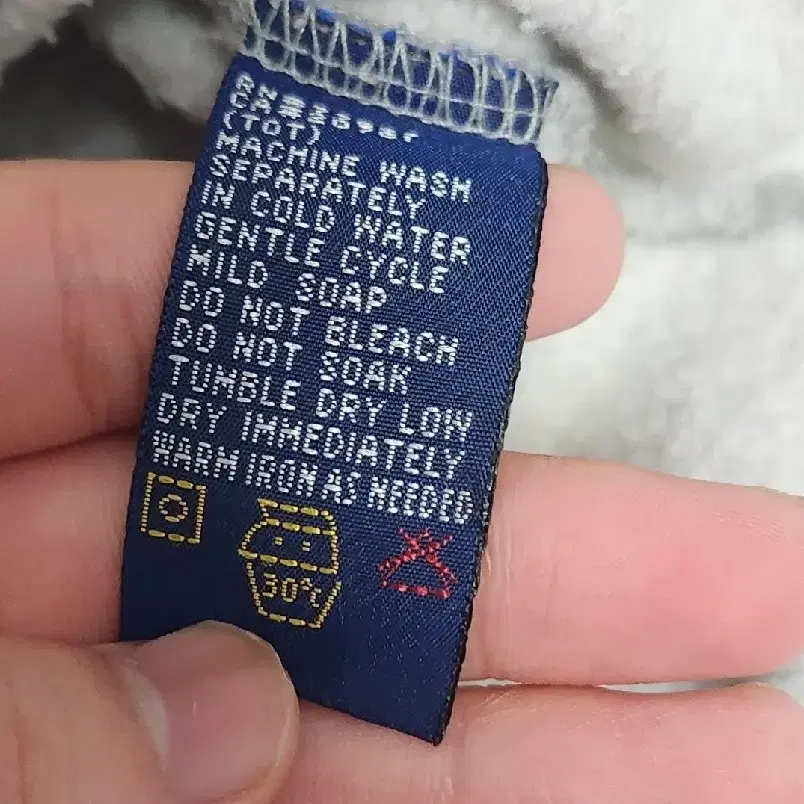 (TOT)
MACHINE WASH
SEPARATELY
IN COLD WATER
GENTLE CYCLE
MILD SOAP
DO NOT BLEACH
DO NOT SOAK
TUMBLE DRY LOW
DRY IMMEDIATELY
WARM IRON AS NEEDED
30℃